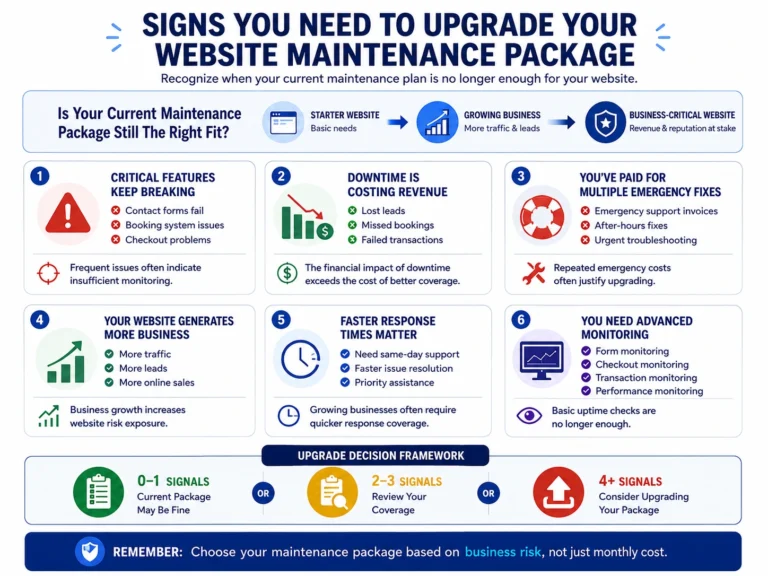 SIGNS YOU NEED TO UPGRADE YOUR
WEBSITE MAINTENANCE PACKAGE
Recognize when your current maintenance plan is no longer enough for your website.
Is Your Current Maintenance
Package Still The Right Fit?
STARTER WEBSITE
Basic needs
GROWING BUSINESS
More traffic & leads
BUSINESS-CRITICAL WEBSITE
Revenue & reputation at stake
1
CRITICAL FEATURES
KEEP BREAKING
Contact forms fail
Booking system issues
Checkout problems
Frequent issues often indicate
insufficient monitoring.
2
DOWNTIME IS
COSTING REVENUE
$
Lost leads
Missed bookings
Failed transactions
$
The financial impact of downtime
exceeds the cost of better coverage.
3
YOU'VE PAID FOR
MULTIPLE EMERGENCY FIXES
Emergency support invoices
After-hours fixes
Urgent troubleshooting
Repeated emergency costs
often justify upgrading.
4
YOUR WEBSITE GENERATES
MORE BUSINESS
More traffic
More leads
More online sales
Business growth increases
website risk exposure.
5
FASTER RESPONSE
TIMES MATTER
Need same-day support
Faster issue resolution
Priority assistance
Growing businesses often require
quicker response coverage.
6
YOU NEED ADVANCED
MONITORING
Form monitoring
Checkout monitoring
Transaction monitoring
Performance monitoring
Basic uptime checks are
no longer enough.
UPGRADE DECISION FRAMEWORK
0–1 SIGNALS
Current Package
May Be Fine
OR
2–3 SIGNALS
Review Your
Coverage
OR
4+ SIGNALS
Consider Upgrading
Your Package
REMEMBER: Choose your maintenance package based on business risk, not just monthly cost.